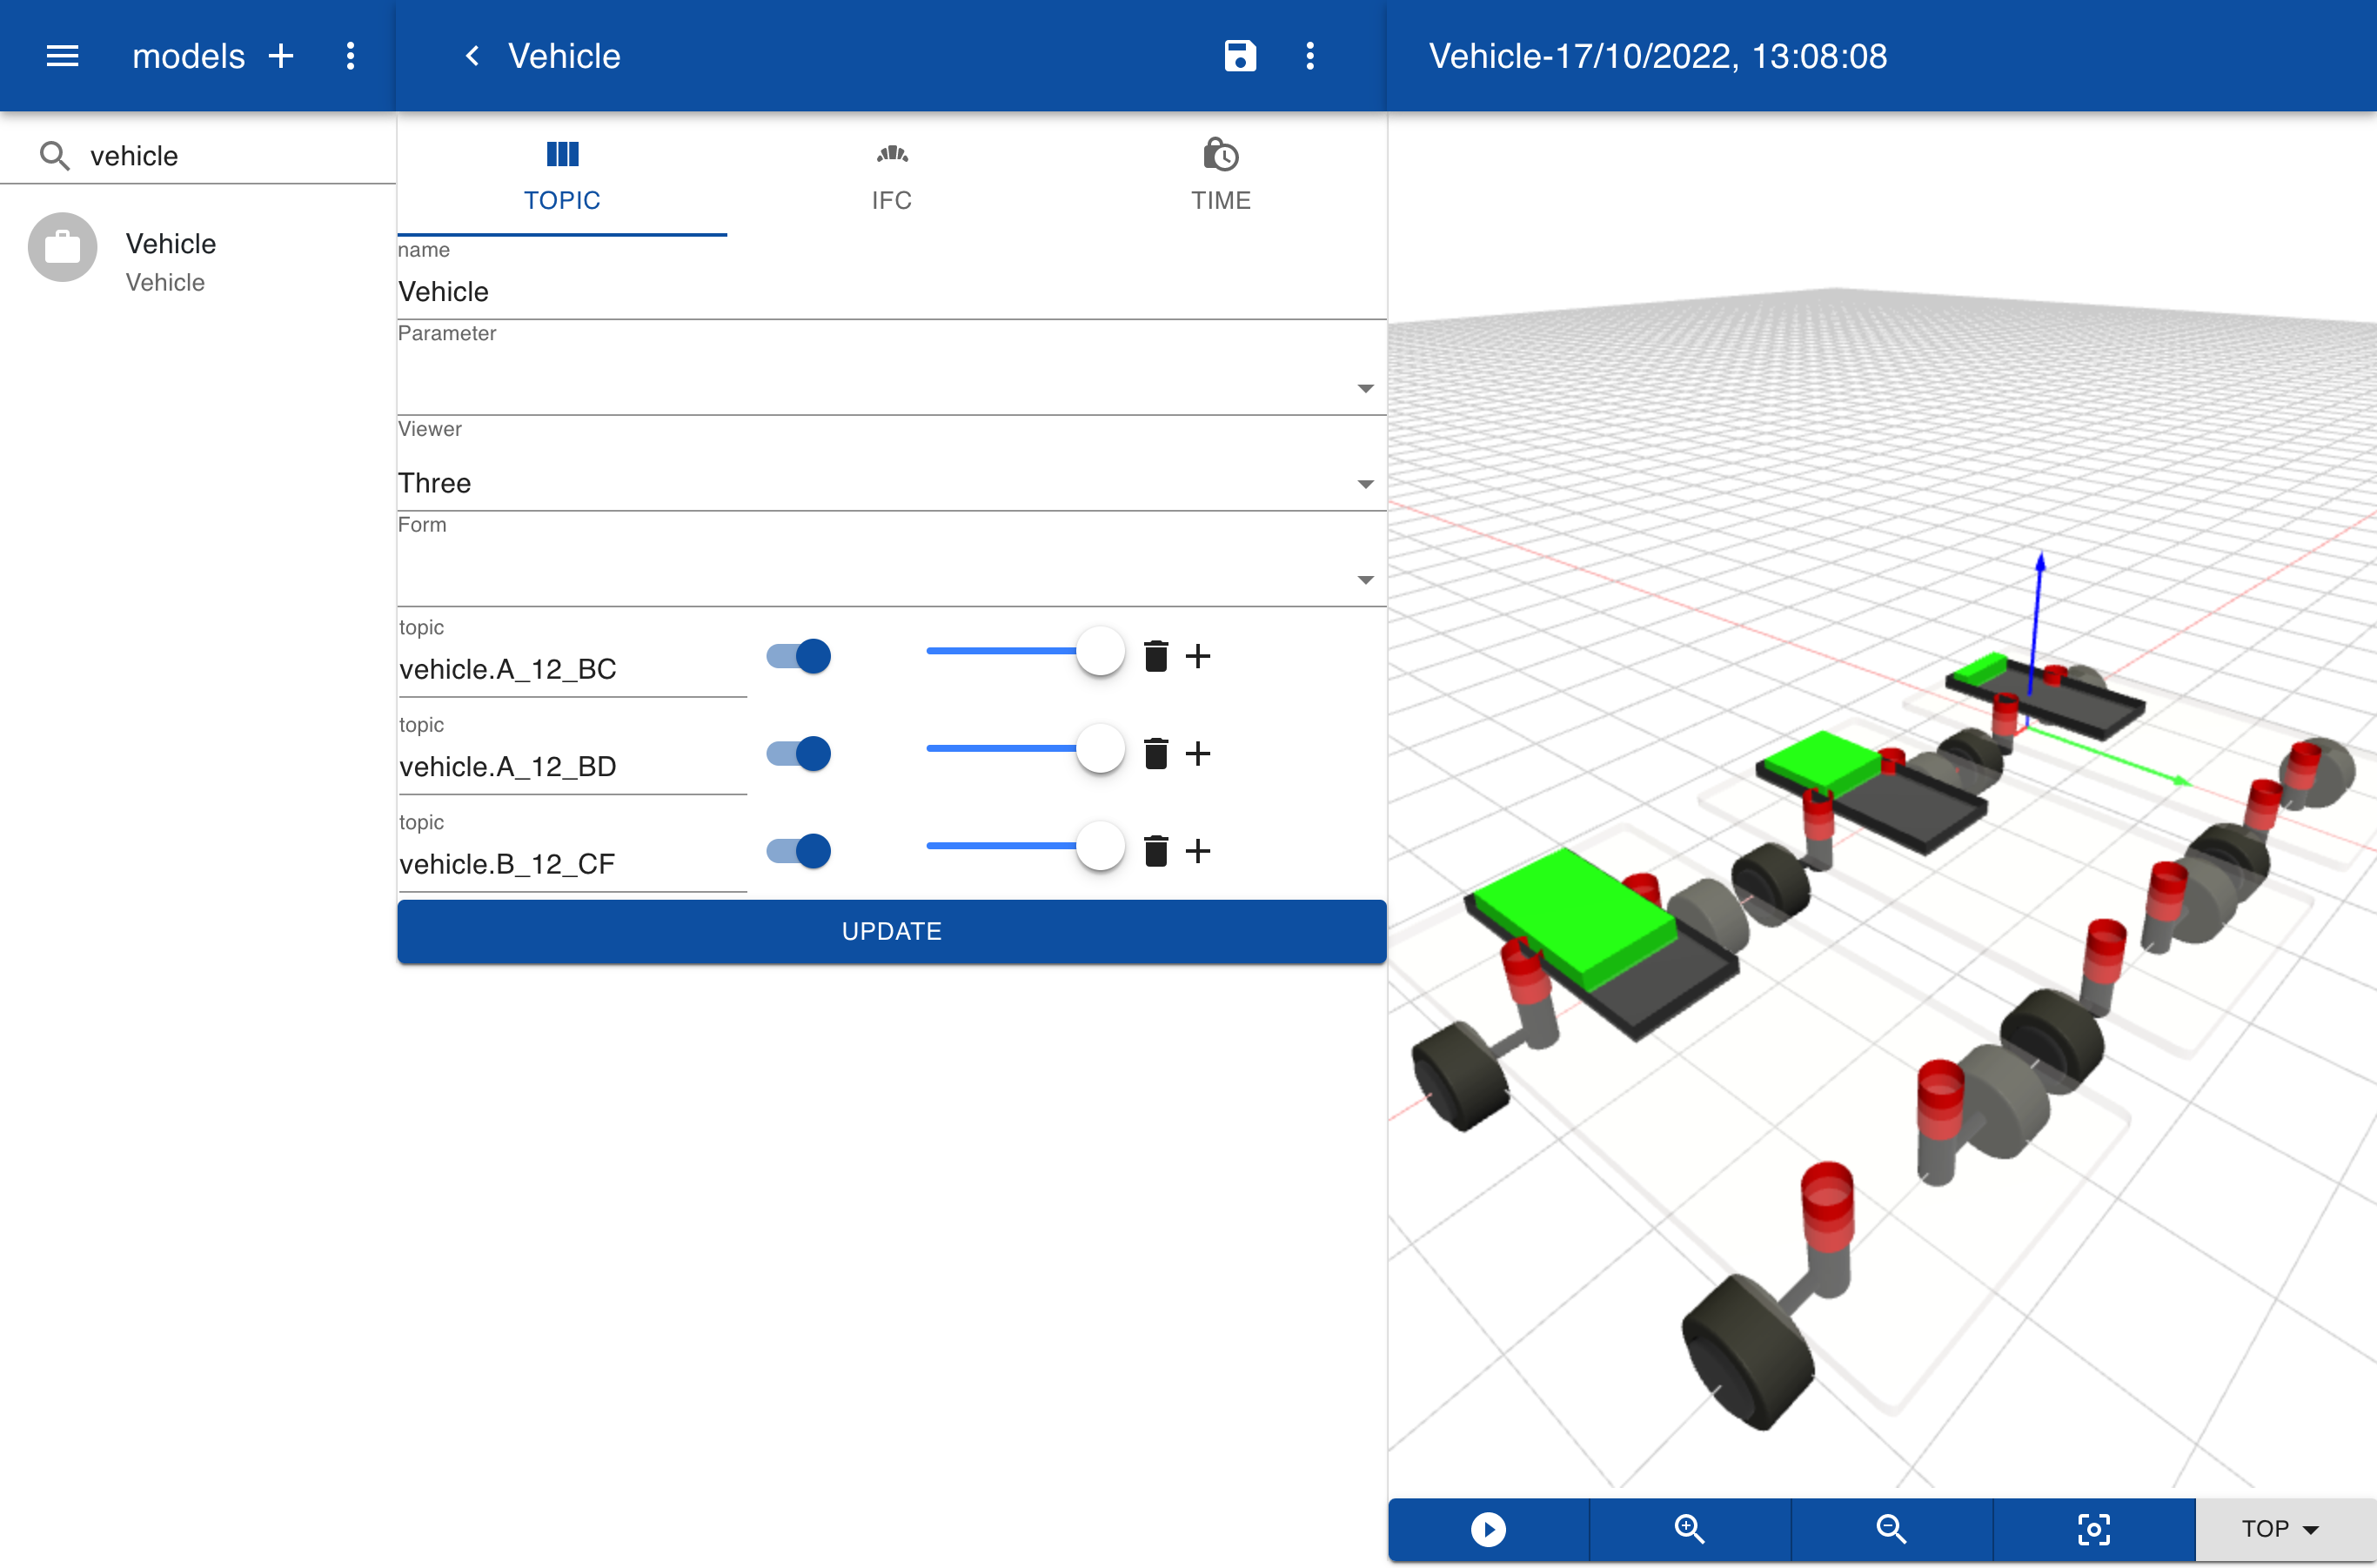 models
Vehicle
Vehicle-17/10/2022, 13:08:08
vehicle
Vehicle
Vehicle
TOPIC
IFC
TIME
name
Vehicle
Parameter
Viewer
Three
Form
topic
vehicle.A_12_BC
topic
vehicle.A_12_BD
topic
vehicle.B_12_CF
UPDATE
TOP